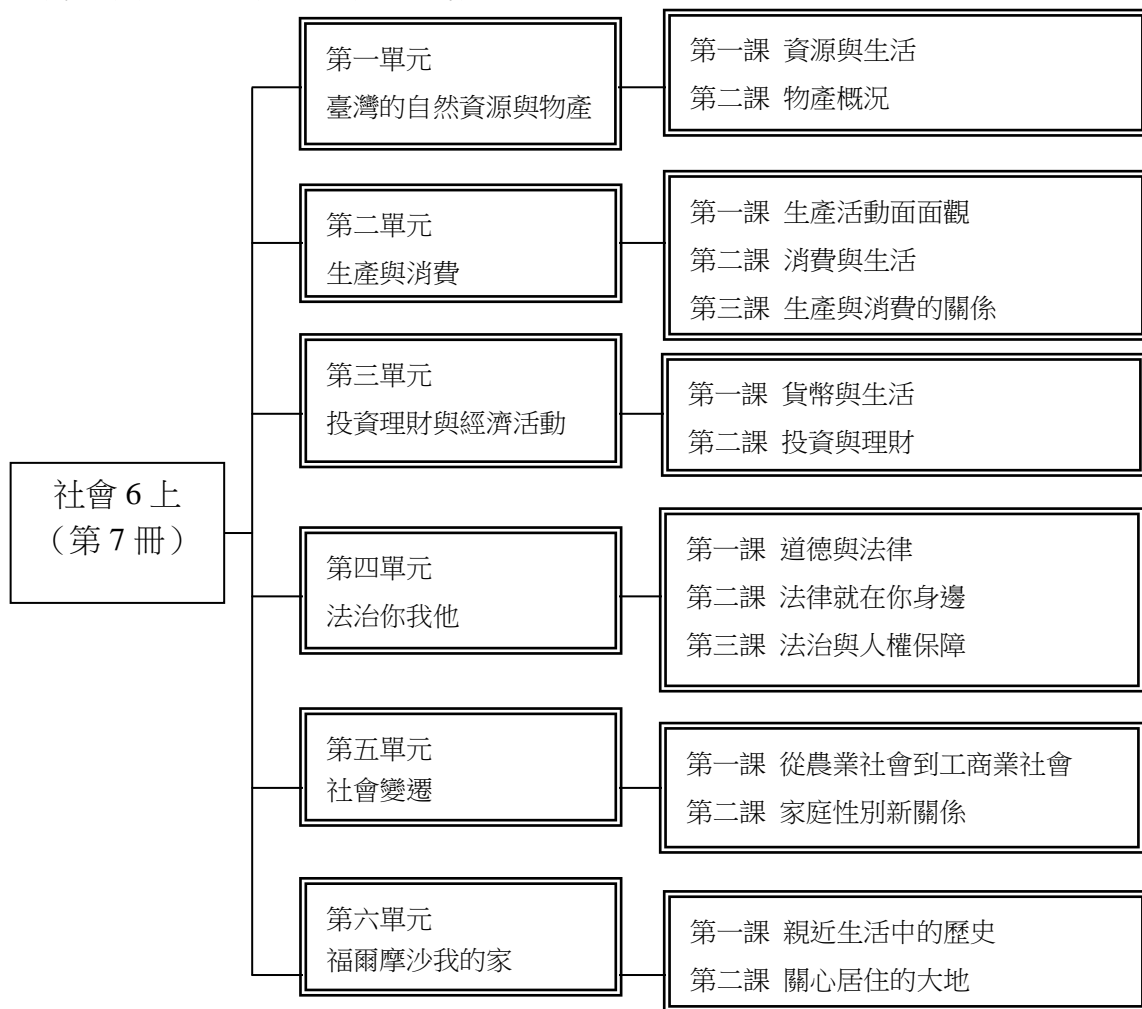 第一單元
臺灣的自然資源與物產
第一課 資源與生活
第二課 物產概況
第二單元
生產與消費
第一課 生產活動面面觀
第二課 消費與生活
第三課 生產與消費的關係
第三單元
投資理財與經濟活動
第一課 貨幣與生活
第二課 投資與理財
社會 6 上
（第 7 冊）
第四單元
法治你我他
第一課 道德與法律
第二課 法律就在你身邊
第三課 法治與人權保障
第五單元
社會變遷
第一課 從農業社會到工商業社會
第二課 家庭性別新關係
第六單元
福爾摩沙我的家
第一課 親近生活中的歷史
第二課 關心居住的大地